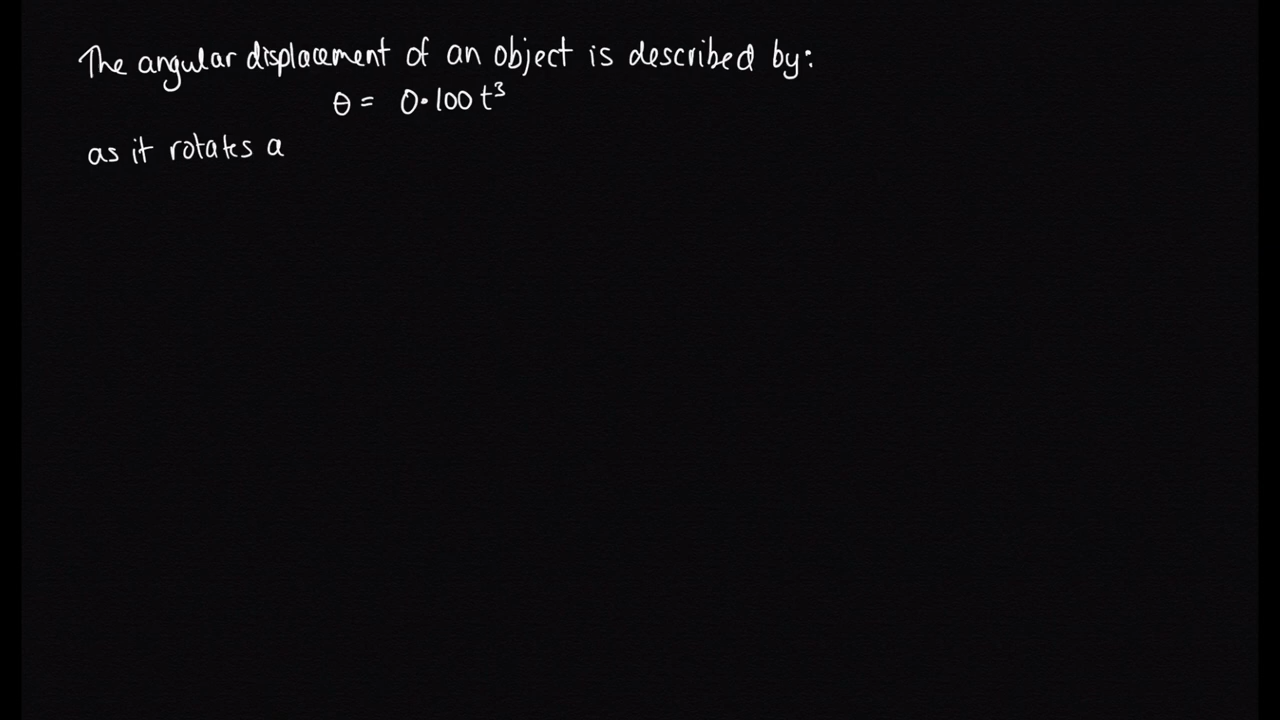 The angular displacement of an object is described by:
θ = 0·100 t³
as it rotates a